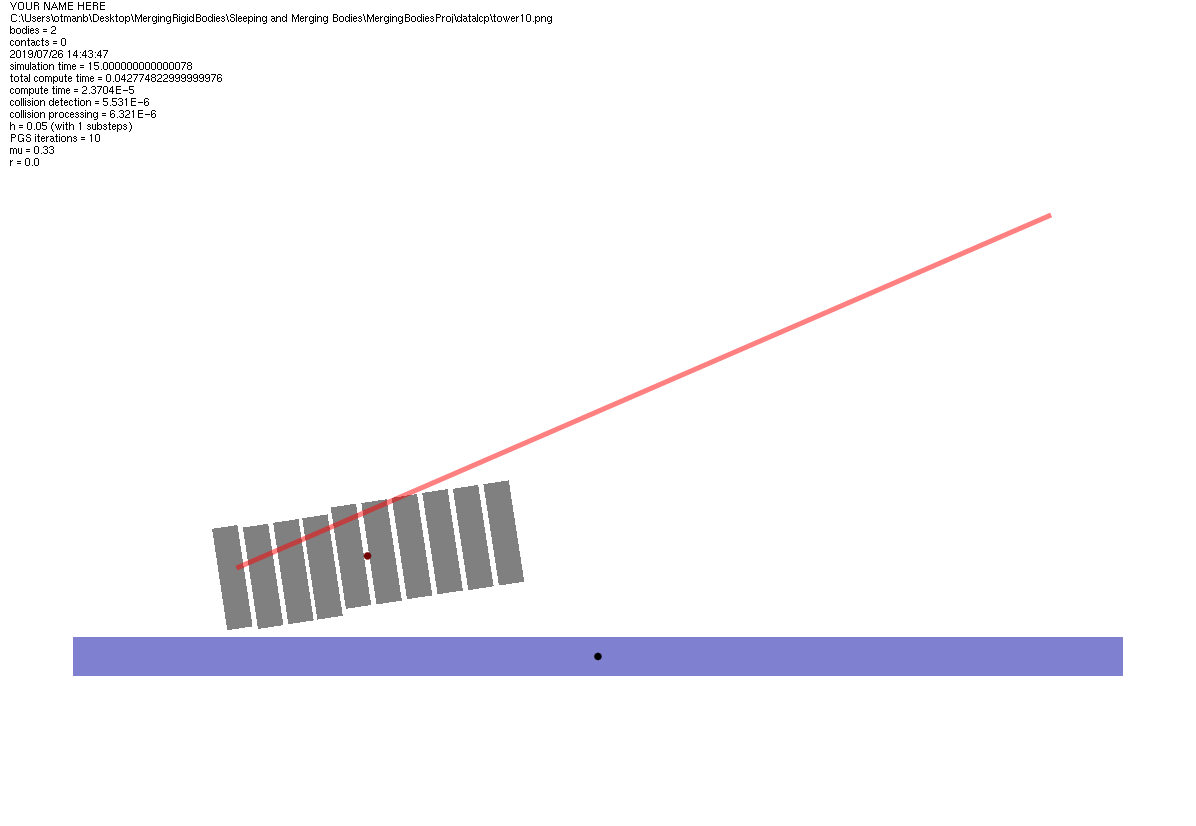 YOUR NAME HERE
C:\Users\otmanb\Desktop\MergingRigidBodies\Sleeping and Merging Bodies\MergingBodiesProj\datalcp\tower10.png
bodies = 2
contacts = 0
2019/07/26 14:43:47
simulation time = 15.000000000000078
total compute time = 0.042774822999999976
compute time = 2.3704E-5
collision detection = 5.531E-6
collision processing = 6.321E-6
h = 0.05 (with 1 substeps)
PGS iterations = 10
mu = 0.33
r = 0.0